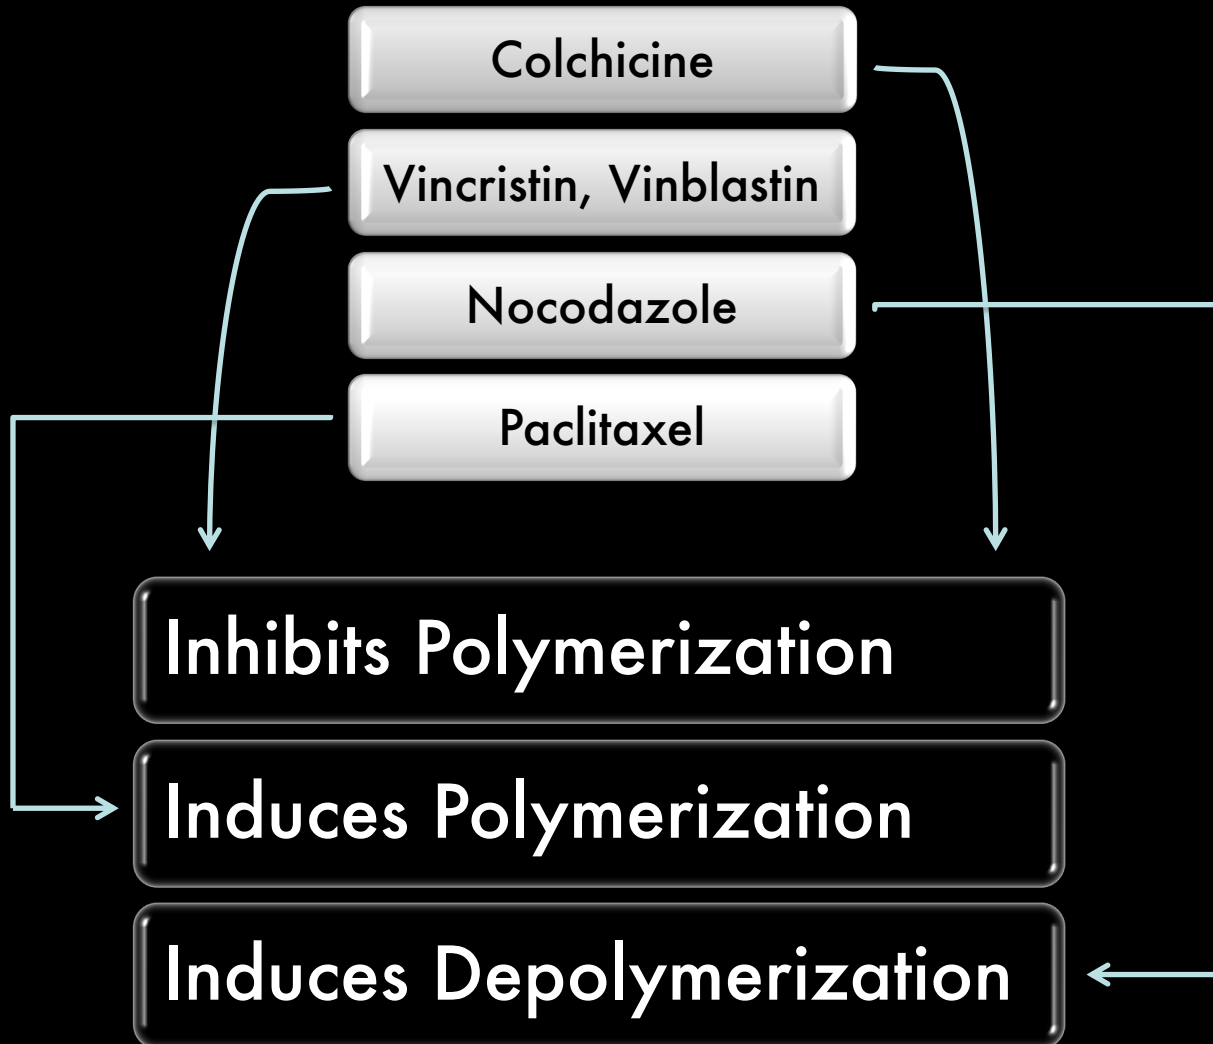 Colchicine
Vincristin, Vinblastin
Nocodazole
Paclitaxel
Inhibits Polymerization
Induces Polymerization
Induces Depolymerization